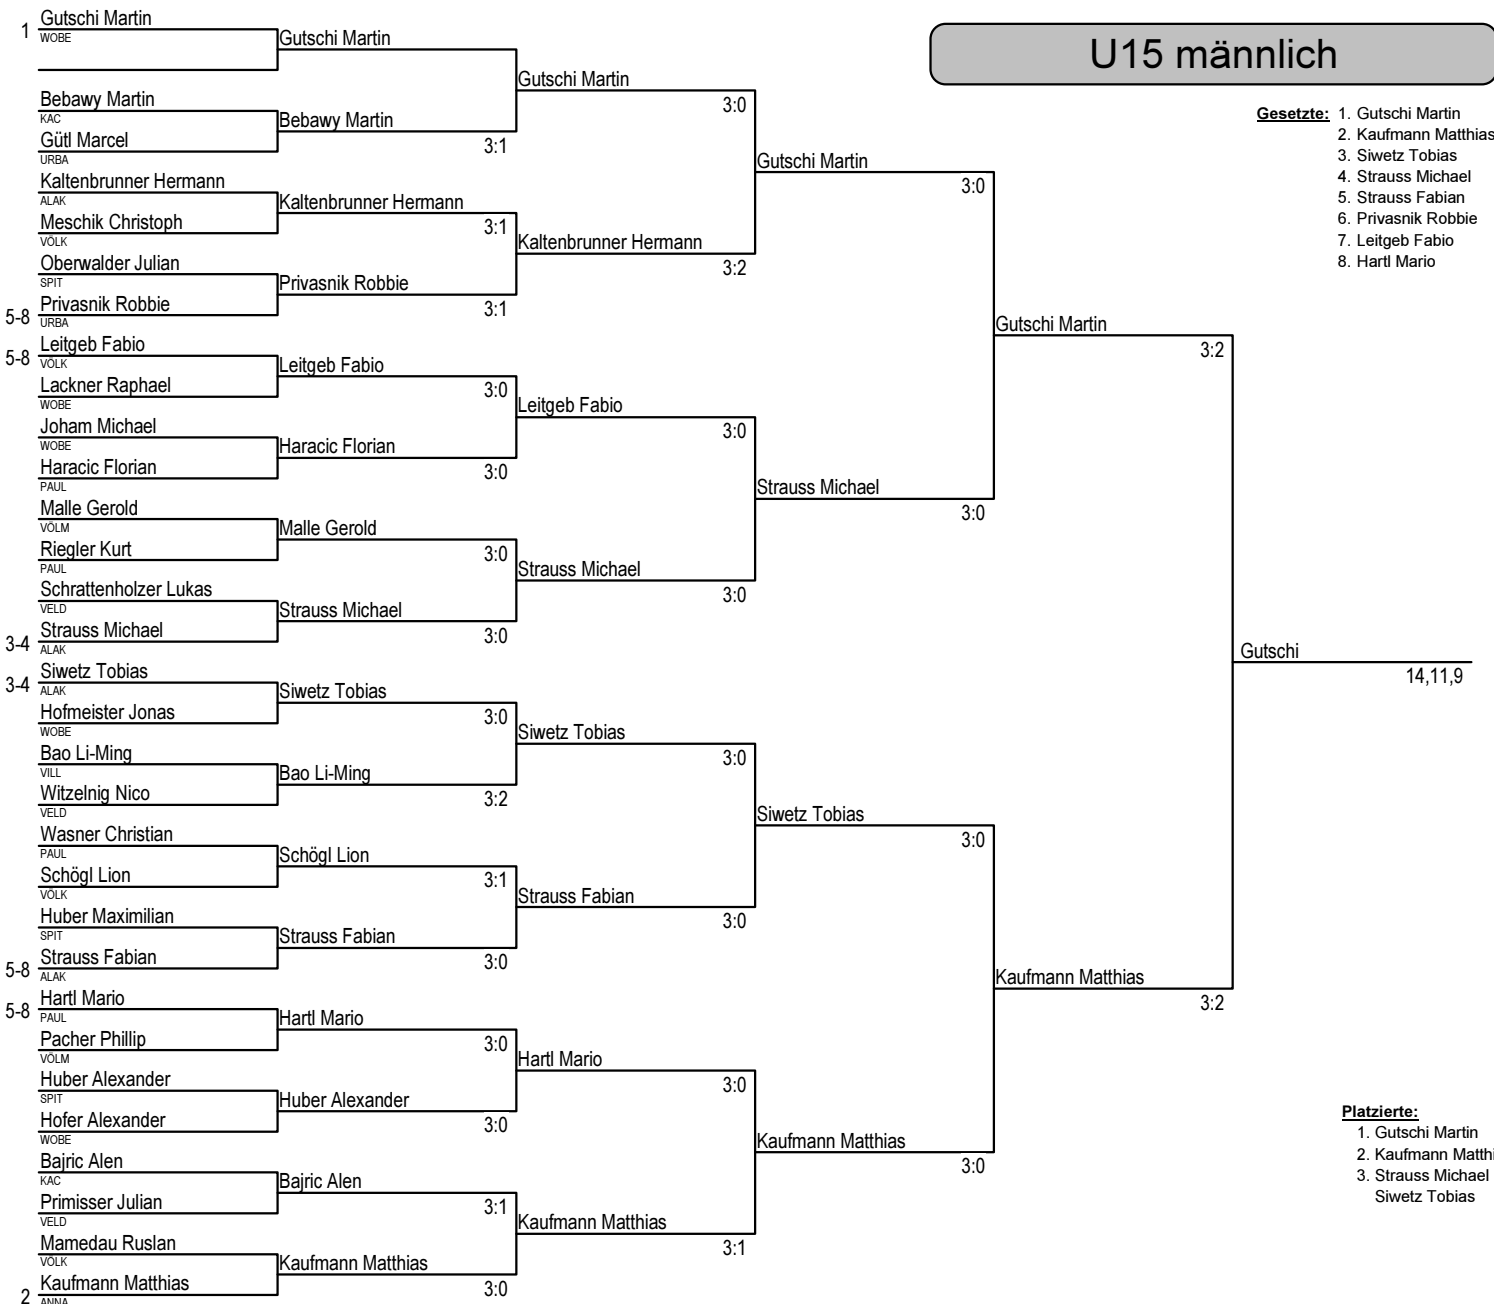 U15 männlich
Gesetzte: 1. Gutschi Martin
2. Kaufmann Matthias
3. Siwetz Tobias
4. Strauss Michael
5. Strauss Fabian
6. Privasnik Robbie
7. Leitgeb Fabio
8. Hartl Mario
1 Gutschi Martin
WOBE
Bebawy Martin
KAC
Gütl Marcel
URBA
Kaltenbrunner Hermann
ALAK
Meschik Christoph
VÖLK
Oberwalder Julian
SPIT
5-8 Privasnik Robbie
URBA
5-8 Leitgeb Fabio
VÖLK
Lackner Raphael
WOBE
Joham Michael
WOBE
Haracic Florian
PAUL
Malle Gerold
VÖLM
Riegler Kurt
PAUL
Schrattenholzer Lukas
VELD
3-4 Strauss Michael
ALAK
3-4 Siwetz Tobias
ALAK
Hofmeister Jonas
WOBE
Bao Li-Ming
VILL
Witzelnig Nico
VELD
Wasner Christian
PAUL
Schögl Lion
VÖLK
Huber Maximilian
SPIT
5-8 Strauss Fabian
ALAK
5-8 Hartl Mario
PAUL
Pacher Phillip
VÖLM
Huber Alexander
SPIT
Hofer Alexander
WOBE
Bajric Alen
KAC
Primisser Julian
VELD
Mamedau Ruslan
VÖLK
2 Kaufmann Matthias
ANNA
Gutschi Martin
Bebawy Martin
3:1
Kaltenbrunner Hermann
3:1
Privasnik Robbie
3:1
Leitgeb Fabio
3:0
Haracic Florian
3:0
Malle Gerold
3:0
Strauss Michael
3:0
Siwetz Tobias
3:0
Bao Li-Ming
3:2
Schögl Lion
3:1
Strauss Fabian
3:0
Hartl Mario
3:0
Huber Alexander
3:0
Bajric Alen
3:1
Kaufmann Matthias
3:0
Gutschi Martin
3:0
Kaltenbrunner Hermann
3:2
Leitgeb Fabio
3:0
Strauss Michael
3:0
Siwetz Tobias
3:0
Strauss Fabian
3:0
Hartl Mario
3:0
Kaufmann Matthias
3:1
Gutschi Martin
3:0
Strauss Michael
3:0
Siwetz Tobias
3:0
Kaufmann Matthias
3:0
Gutschi Martin
3:2
Kaufmann Matthias
3:2
Gutschi
14,11,9
Platzierte:
1. Gutschi Martin
2. Kaufmann Matthi
3. Strauss Michael
Siwetz Tobias